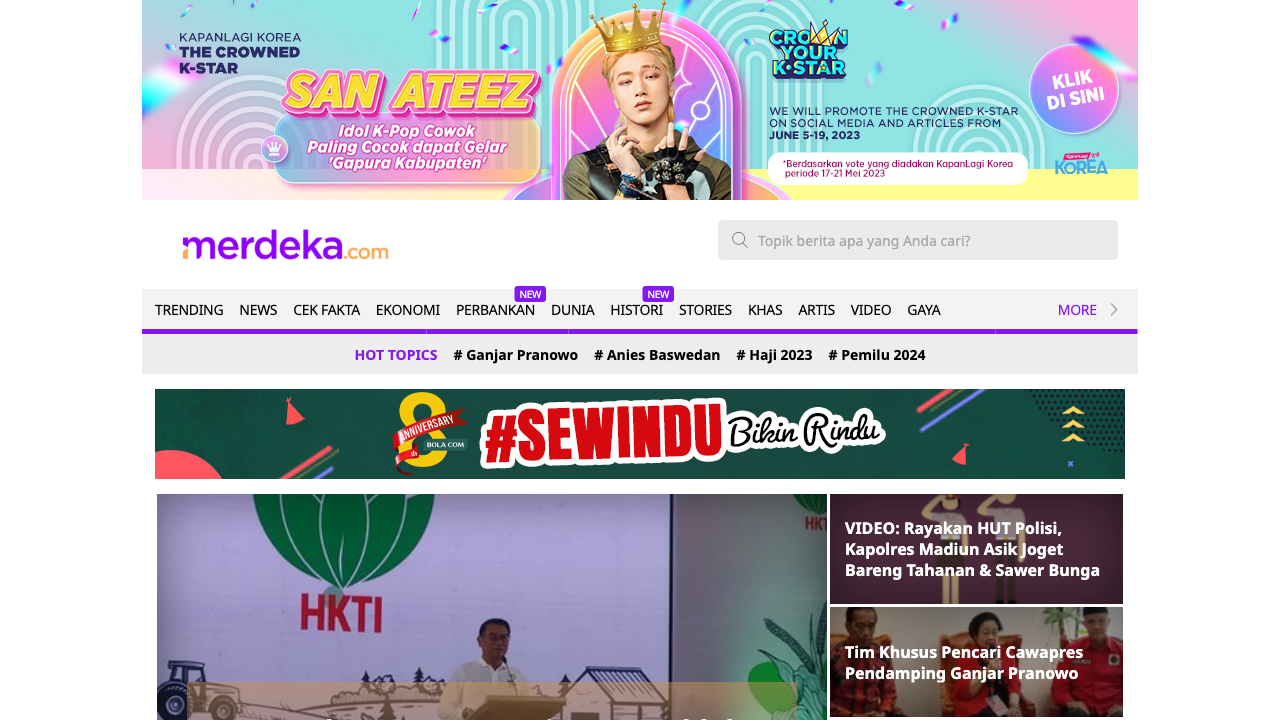 KAPANLAGI KOREA
THE CROWNED
K-STAR
SAN ATEEZ
Idol K-Pop Cowok
Paling Cocok dapat Gelar
'Gapura Kabupaten'
CROWN
YOUR
K-STAR
WE WILL PROMOTE THE CROWNED K-STAR
ON SOCIAL MEDIA AND ARTICLES FROM
JUNE 5-19, 2023
*Berdasarkan vote yang diadakan KapanLagi Korea
periode 17-21 Mei 2023
KLIK
DI SINI
KapanLagi
KOREA
merdeka.com
Topik berita apa yang Anda cari?
NEW NEW
TRENDING NEWS CEK FAKTA EKONOMI PERBANKAN DUNIA HISTORI STORIES KHAS ARTIS VIDEO GAYA MORE
HOT TOPICS # Ganjar Pranowo # Anies Baswedan # Haji 2023 # Pemilu 2024
8 th ANNIVERSARY
BOLA.COM
#SEWINDU Bikin Rindu
HKTI
HKTI
VIDEO: Rayakan HUT Polisi,
Kapolres Madiun Asik Joget
Bareng Tahanan & Sawer Bunga
Tim Khusus Pencari Cawapres
Pendamping Ganjar Pranowo